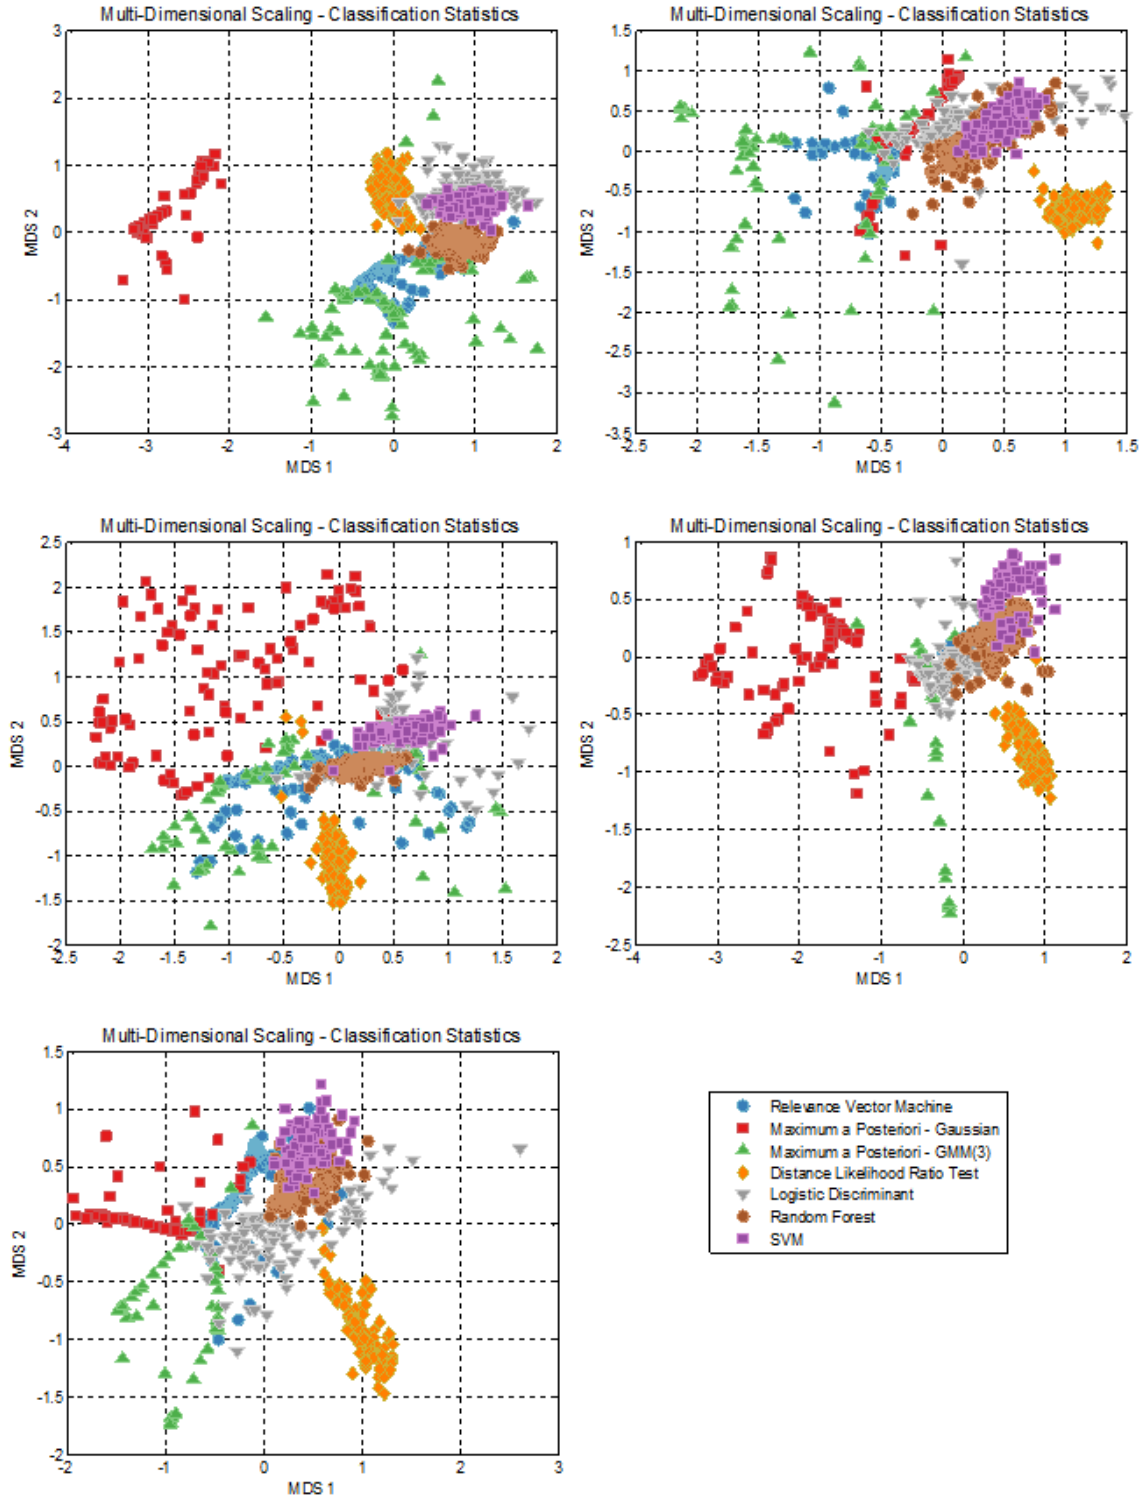 Multi-Dimensional Scaling - Classification Statistics
3
2
1
0
-1
-2
-3
MDS 2
-4 -3 -2 -1 0 1 2
MDS 1
Multi-Dimensional Scaling - Classification Statistics
1.5
1
0.5
0
-0.5
-1
-1.5
-2
-2.5
-3
-3.5
MDS 2
-2.5 -2 -1.5 -1 -0.5 0 0.5 1 1.5
MDS 1
Multi-Dimensional Scaling - Classification Statistics
2.5
2
1.5
1
0.5
0
-0.5
-1
-1.5
-2
MDS 2
-2.5 -2 -1.5 -1 -0.5 0 0.5 1 1.5 2
MDS 1
Multi-Dimensional Scaling - Classification Statistics
1
0.5
0
-0.5
-1
-1.5
-2
-2.5
MDS 2
-4 -3 -2 -1 0 1 2
MDS 1
Multi-Dimensional Scaling - Classification Statistics
1.5
1
0.5
0
-0.5
-1
-1.5
-2
MDS 2
-2 -1 0 1 2 3
MDS 1
Relevance Vector Machine
Maximum a Posteriori - Gaussian
Maximum a Posteriori - GMM(3)
Distance Likelihood Ratio Test
Logistic Discriminant
Random Forest
SVM